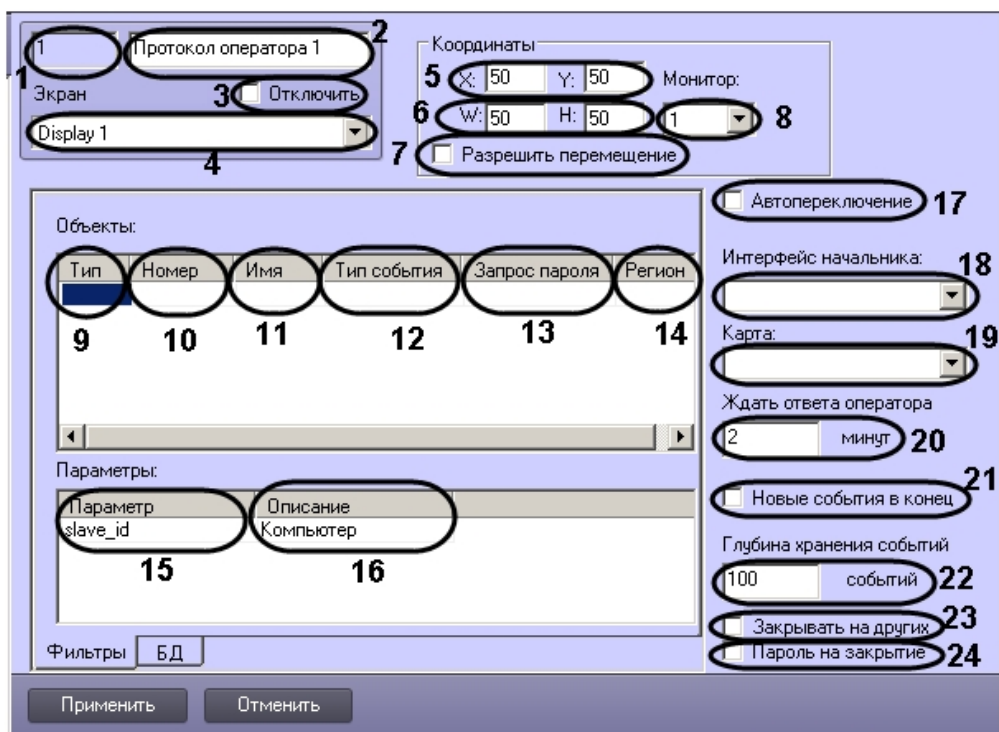 1 Протокол оператора 1 2
1 Экран 3 Отключить
Display 1
4
Координаты
5 X: 50 Y: 50 Монитор:
6 W: 50 H: 50 1 8
7 Разрешить перемещение
Объекты:
Тип Номер Имя Тип события Запрос пароля Регион
9 10 11 12 13 14
Параметры:
Параметр Описание
slave_id Компьютер
15 16
Фильтры БД
Автопереключение 17
Интерфейс начальника: 18
Карта: 19
Ждать ответа оператора
2 минут 20
21
Новые события в конец
Глубина хранения событий
100 событий 22
Закрывать на других 23
Пароль на закрытие 24
Применить Отменить